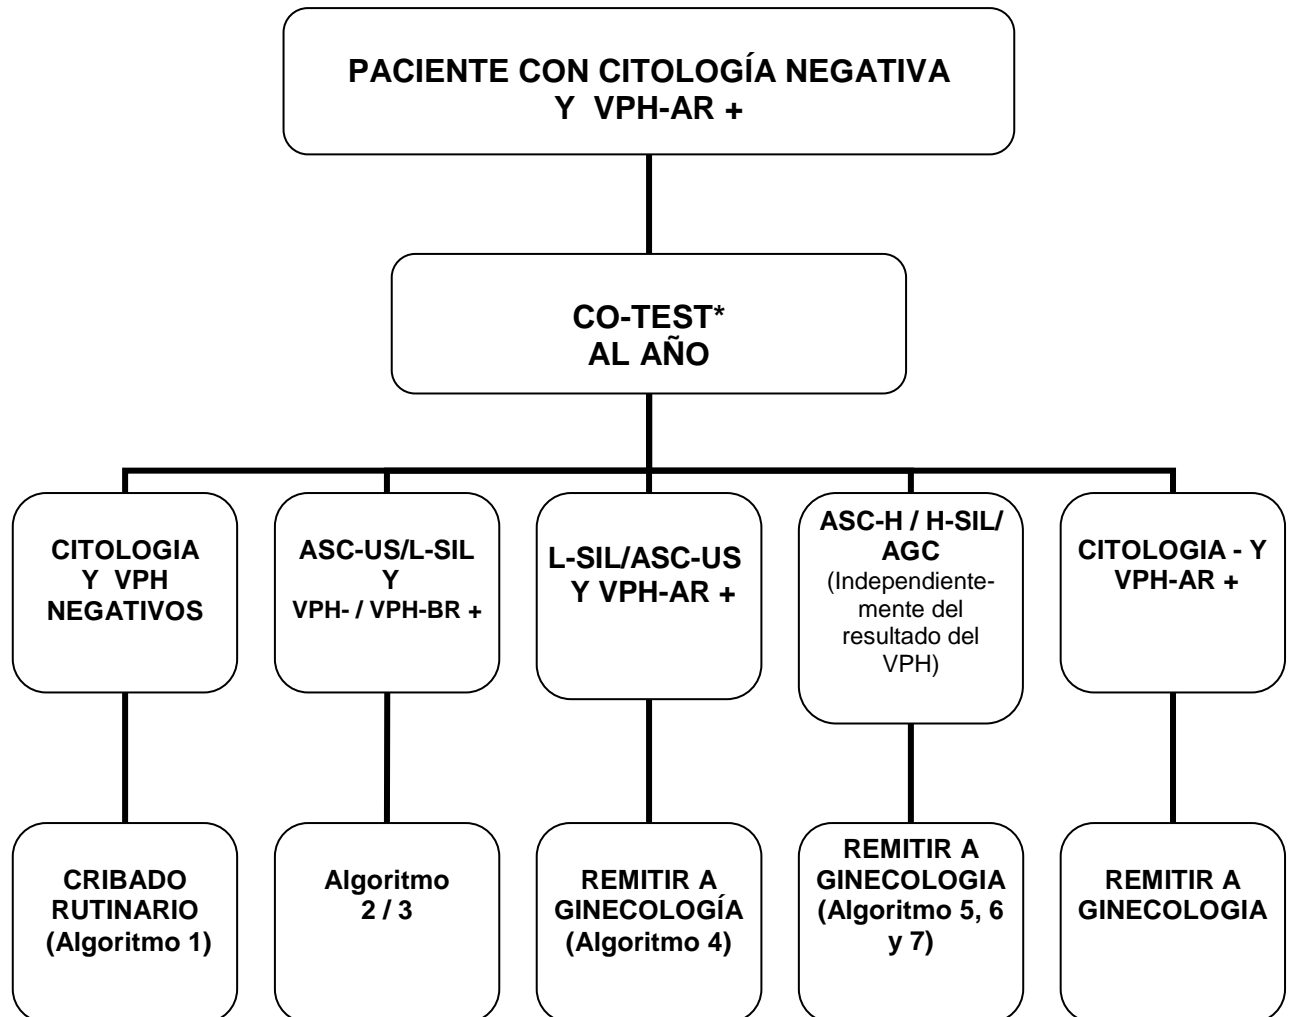 PACIENTE CON CITOLOGÍA NEGATIVA
Y VPH-AR +
CO-TEST*
AL AÑO
CITOLOGIA
Y VPH
NEGATIVOS
ASC-US/L-SIL
Y
VPH- / VPH-BR +
L-SIL/ASC-US
Y VPH-AR +
ASC-H / H-SIL/
AGC
(Independiente-
mente del
resultado del
VPH)
CITOLOGIA - Y
VPH-AR +
CRIBADO
RUTINARIO
(Algoritmo 1)
Algoritmo
2 / 3
REMITIR A
GINECOLOGÍA
(Algoritmo 4)
REMITIR A
GINECOLOGIA
(Algoritmo 5, 6
y 7)
REMITIR A
GINECOLOGIA